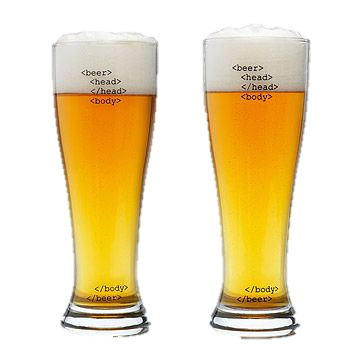 <beer>
<head>
</head>
<body>
</body>
</beer>
<beer>
<head>
</head>
<body>
</body>
</beer>